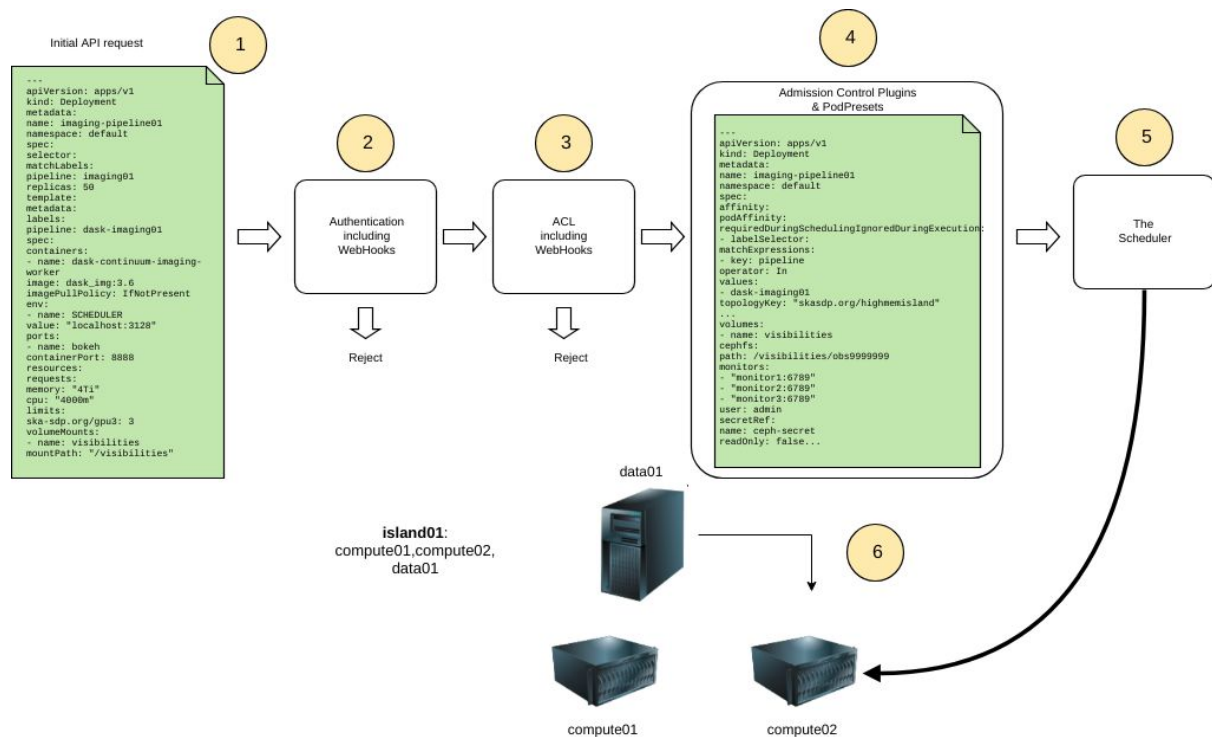 Initial API request
1
---
apiVersion: apps/v1
kind: Deployment
metadata:
name: imaging-pipeline01
namespace: default
spec:
selector:
matchLabels:
pipeline: imaging01
replicas: 50
template:
metadata:
labels:
pipeline: dask-imaging01
spec:
containers:
- name: dask-continuum-imaging-
worker
image: dask_img:3.6
imagePullPolicy: IfNotPresent
env:
- name: SCHEDULER
value: "localhost:3128"
ports:
- name: bokeh
containerPort: 8888
resources:
requests:
memory: "4Ti"
cpu: "4000m"
limits:
ska-sdp.org/gpu3: 3
volumeMounts:
- name: visibilities
mountPath: "/visibilities"
2
Authentication
including
WebHooks
Reject
3
ACL
including
WebHooks
Reject
4
Admission Control Plugins
& PodPresets
---
apiVersion: apps/v1
kind: Deployment
metadata:
name: imaging-pipeline01
namespace: default
spec:
affinity:
podAffinity:
requiredDuringSchedulingIgnoredDuringExecution:
- labelSelector:
matchExpressions:
- key: pipeline
operator: In
values:
- dask-imaging01
topologyKey: "skasdp.org/highmemisland"
...
volumes:
- name: visibilities
cephfs:
path: /visibilities/obs9999999
monitors:
- "monitor1:6789"
- "monitor2:6789"
- "monitor3:6789"
user: admin
secretRef:
name: ceph-secret
readOnly: false...
5
The
Scheduler
data01
island01:
compute01,compute02,
data01
6
compute01
compute02